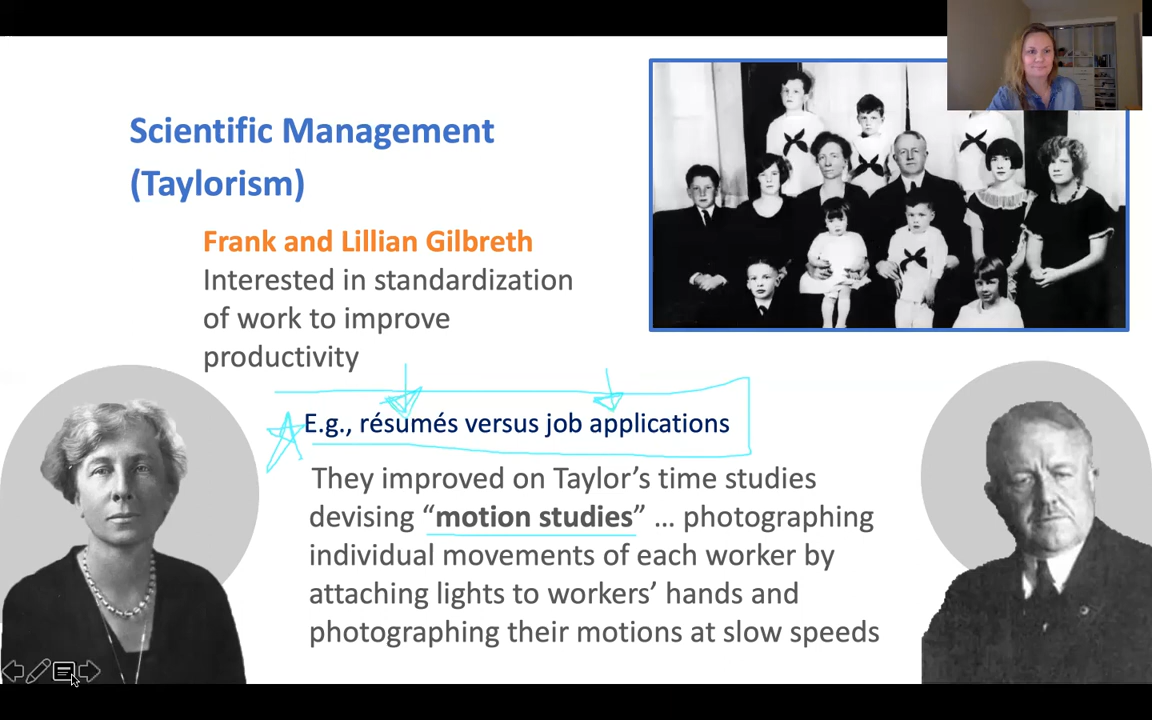 Scientific Management
(Taylorism)
Frank and Lillian Gilbreth
Interested in standardization
of work to improve
productivity
E.g., résumés versus job applications
They improved on Taylor’s time studies
devising “motion studies” … photographing
individual movements of each worker by
attaching lights to workers’ hands and
photographing their motions at slow speeds